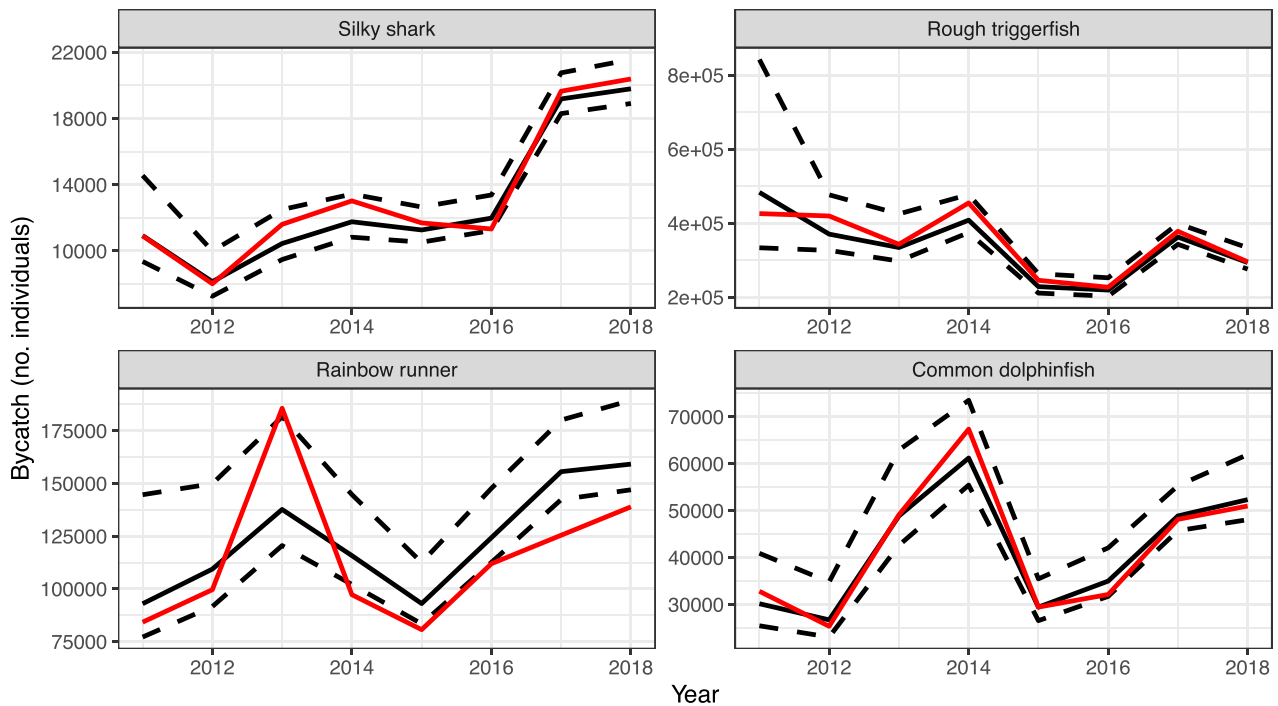 Silky shark
Rough triggerfish
22000
18000
14000
10000
8e+05
6e+05
4e+05
2e+05
2012 2014 2016 2018
2012 2014 2016 2018
Rainbow runner
Common dolphinfish
175000
150000
125000
100000
75000
70000
60000
50000
40000
30000
2012 2014 2016 2018
2012 2014 2016 2018
Bycatch (no. individuals)
Year